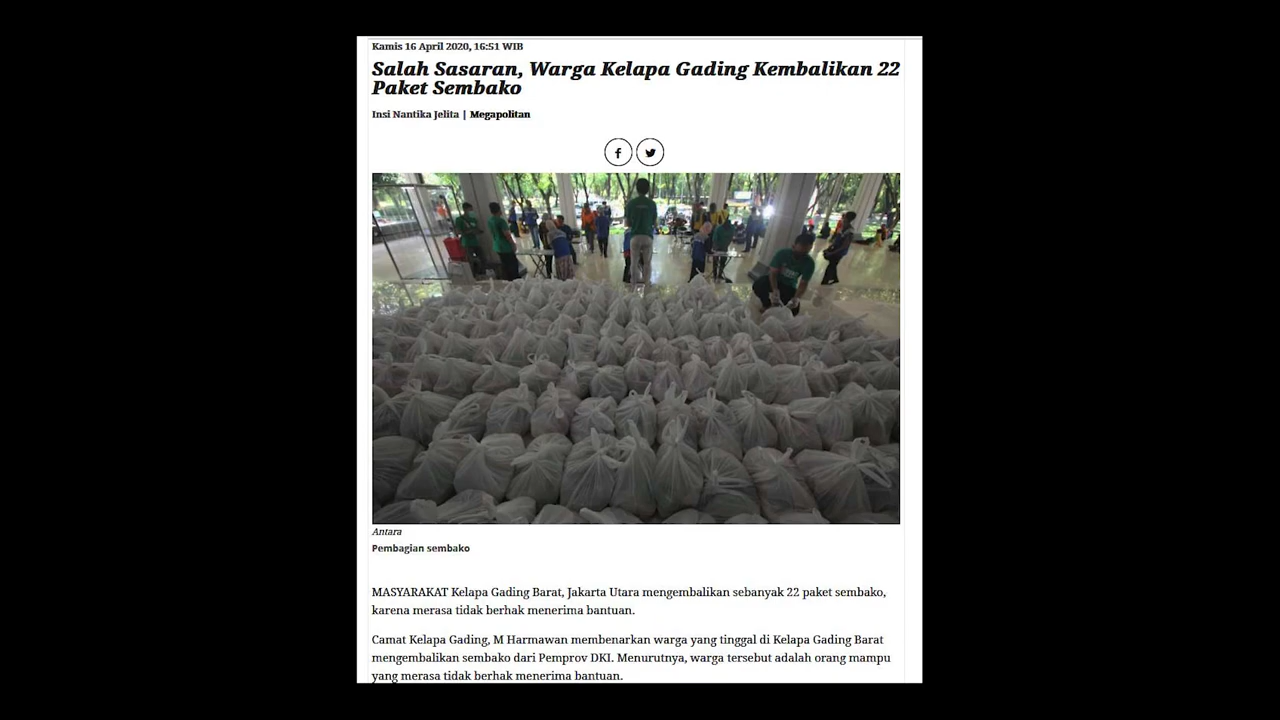 Kamis 16 April 2020, 16:51 WIB
Salah Sasaran, Warga Kelapa Gading Kembalikan 22
Paket Sembako
Insi Nantika Jelita | Megapolitan
Antara
Pembagian sembako
MASYARAKAT Kelapa Gading Barat, Jakarta Utara mengembalikan sebanyak 22 paket sembako,
karena merasa tidak berhak menerima bantuan.
Camat Kelapa Gading, M Harmawan membenarkan warga yang tinggal di Kelapa Gading Barat
mengembalikan sembako dari Pemprov DKI. Menurutnya, warga tersebut adalah orang mampu
yang merasa tidak berhak menerima bantuan.